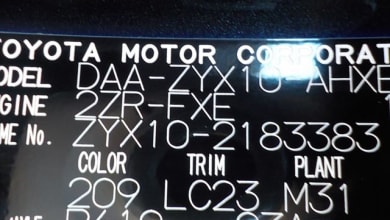 TOYOTA MOTOR CORPORAT
MODEL DAA-ZYX10-AHXE
ENGINE 2ZR-FXE
ME No. ZYX10-2183383
COLOR TRIM PLANT
209 LC23 M31